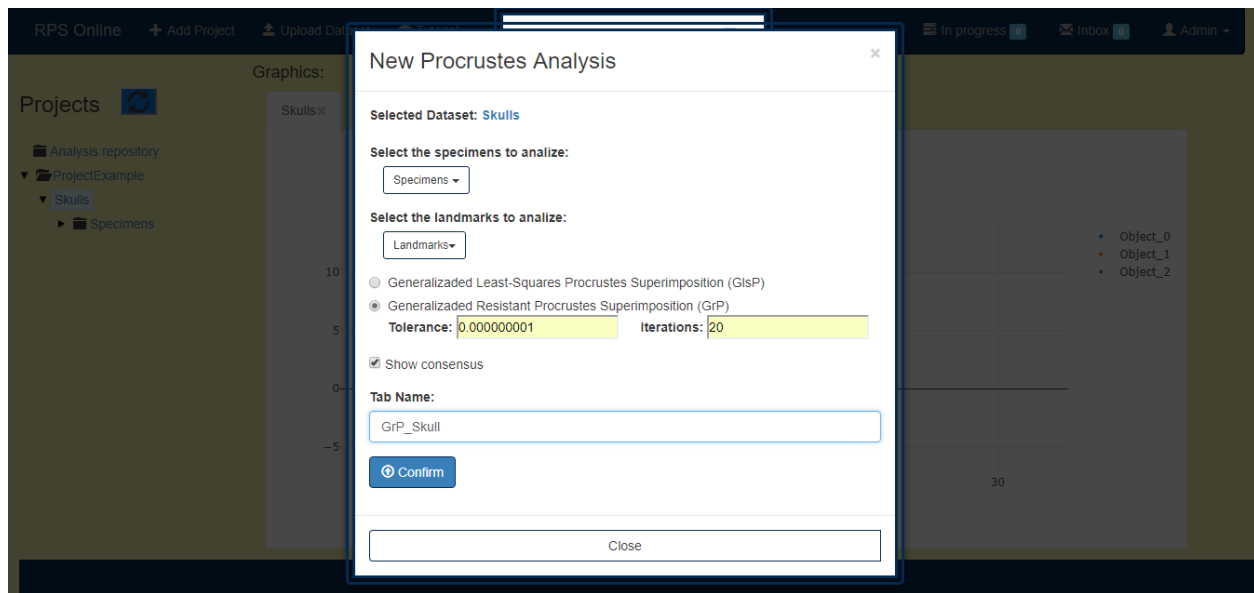 RPS Online
Add Project
Upload Dat
In progress 0
Inbox 0
Admin
Graphics:
Projects
Skulls×
Analysis repository
ProjectExample
Skulls
Specimens
10
5
0
−5
30
Object_0
Object_1
Object_2
New Procrustes Analysis
×
Selected Dataset: Skulls
Select the specimens to analize:
Specimens
Select the landmarks to analize:
Landmarks
Generalizaded Least-Squares Procrustes Superimposition (GlsP)
Generalizaded Resistant Procrustes Superimposition (GrP)
Tolerance: 0.000000001 Iterations: 20
Show consensus
Tab Name:
GrP_Skull
Confirm
Close